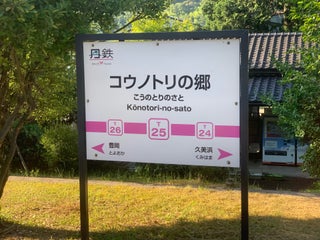 丹鉄
コウノトリの郷
こうのとりのさと
Kōnotori-no-sato
T 26
T 25
T 24
豊岡
とよおか
久美浜
くみはま